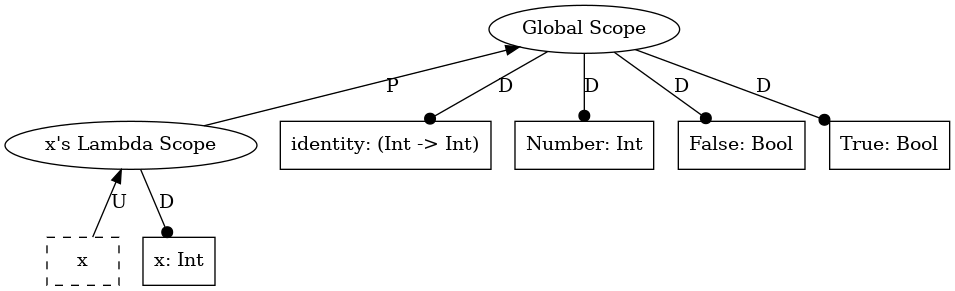 Global Scope
P
D
D
D
D
x's Lambda Scope
identity: (Int -> Int)
Number: Int
False: Bool
True: Bool
U
D
x
x: Int